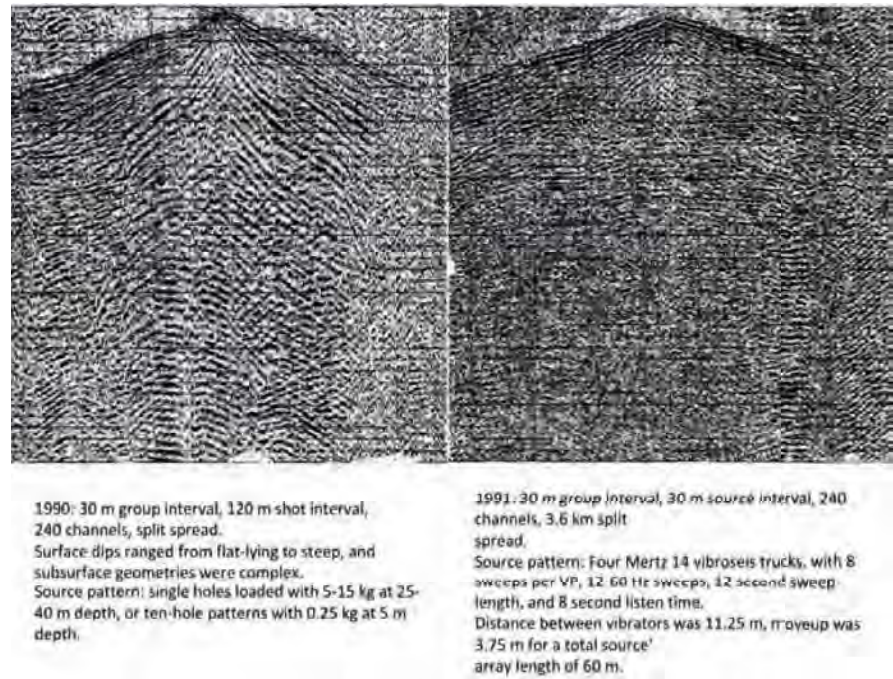 1990: 30 m group interval, 120 m shot interval,
240 channels, split spread.
Surface dips ranged from flat-lying to steep, and
subsurface geometries were complex.
Source pattern: single holes loaded with 5-15 kg at 25-
40 m depth, or ten-hole patterns with 0.25 kg at 5 m
depth.
1991: 30 m group interval, 30 m source interval, 240
channels, 3.6 km split
spread.
Source pattern: Four Mertz 14 vibroseis trucks, with 8
sweeps per VP, 12-60 Hz sweeps, 12 second sweep
length, and 8 second listen time.
Distance between vibrators was 11.25 m, moveup was
3.75 m for a total source'
array length of 60 m.